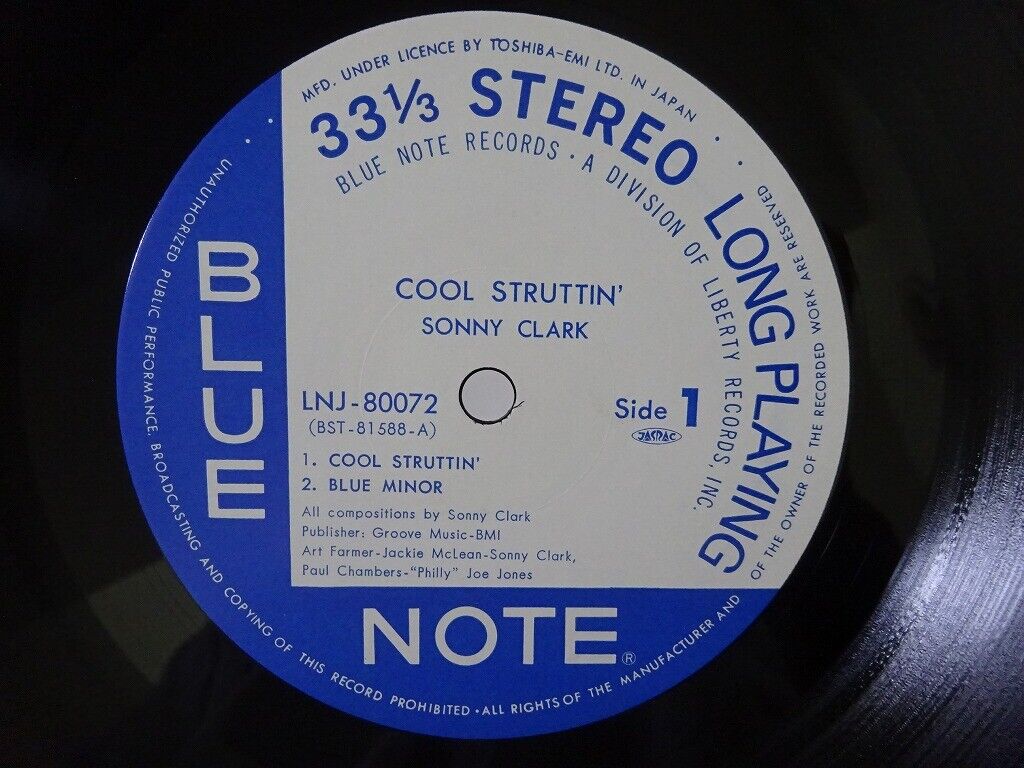 MFD. UNDER LICENCE BY TOSHIBA-EMI LTD. IN JAPAN
33⅓ STEREO LONG PLAYING
BLUE NOTE RECORDS · A DIVISION OF LIBERTY RECORDS, INC.
COOL STRUTTIN'
SONNY CLARK
LNJ-80072
(BST-81588-A)
Side 1
JASRAC
1. COOL STRUTTIN'
2. BLUE MINOR
All compositions by Sonny Clark
Publisher: Groove Music-BMI
Art Farmer-Jackie McLean-Sonny Clark,
Paul Chambers-"Philly" Joe Jones
BLUE
NOTE®
UNAUTHORIZED PUBLIC PERFORMANCE, BROADCASTING AND COPYING OF THIS RECORD PROHIBITED · ALL RIGHTS OF THE MANUFACTURER AND OF THE OWNER OF THE RECORDED WORK ARE RESERVED